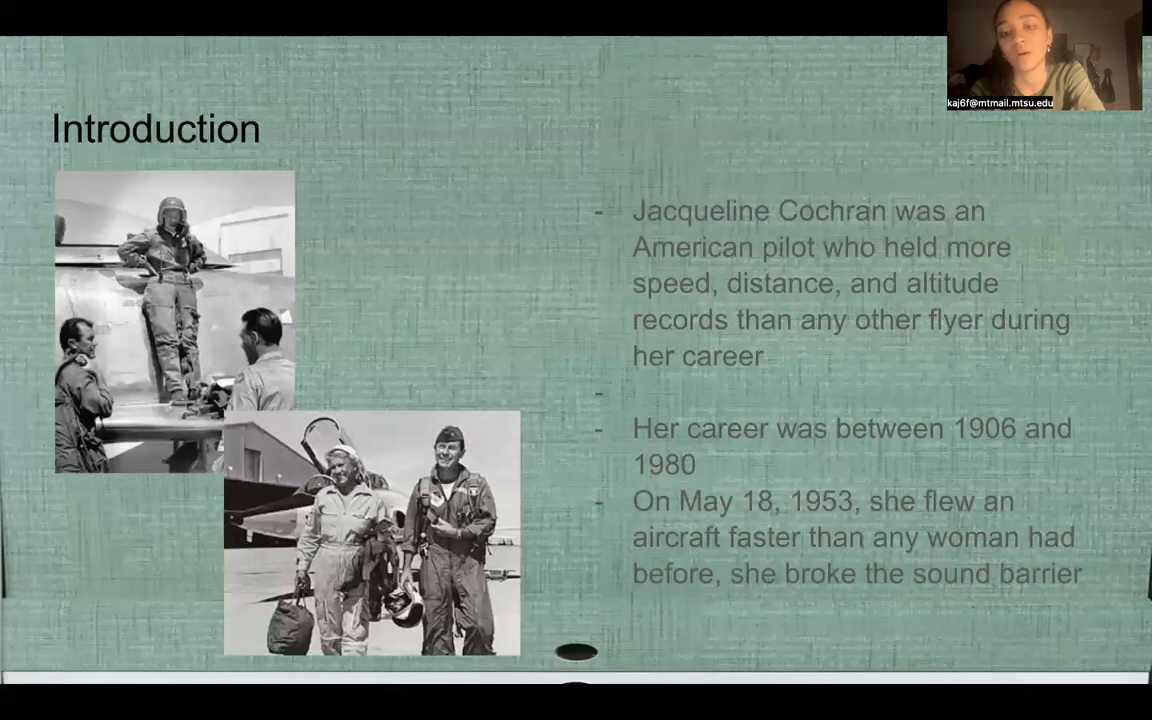 kaj6f@mtmail.mtsu.edu
Introduction
- Jacqueline Cochran was an
American pilot who held more
speed, distance, and altitude
records than any other flyer during
her career
-
- Her career was between 1906 and
1980
- On May 18, 1953, she flew an
aircraft faster than any woman had
before, she broke the sound barrier